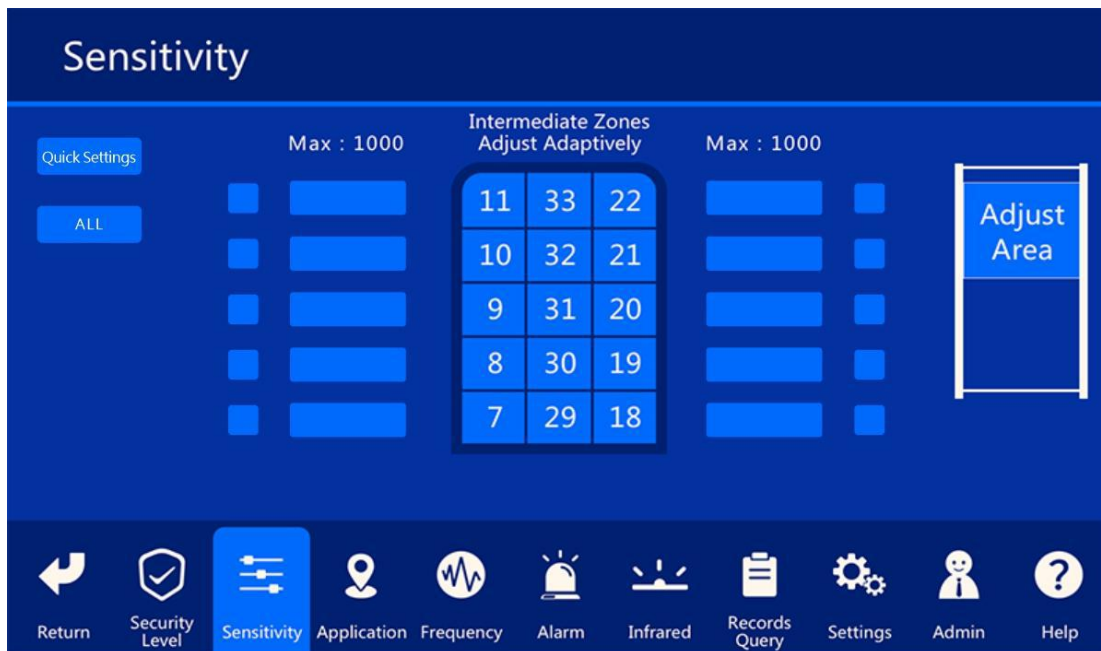 Sensitivity
Quick Settings
ALL
Max : 1000
Intermediate Zones
Adjust Adaptively
Max : 1000
11 33 22
10 32 21
9 31 20
8 30 19
7 29 18
Adjust
Area
Return
Security
Level
Sensitivity
Application
Frequency
Alarm
Infrared
Records
Query
Settings
Admin
Help